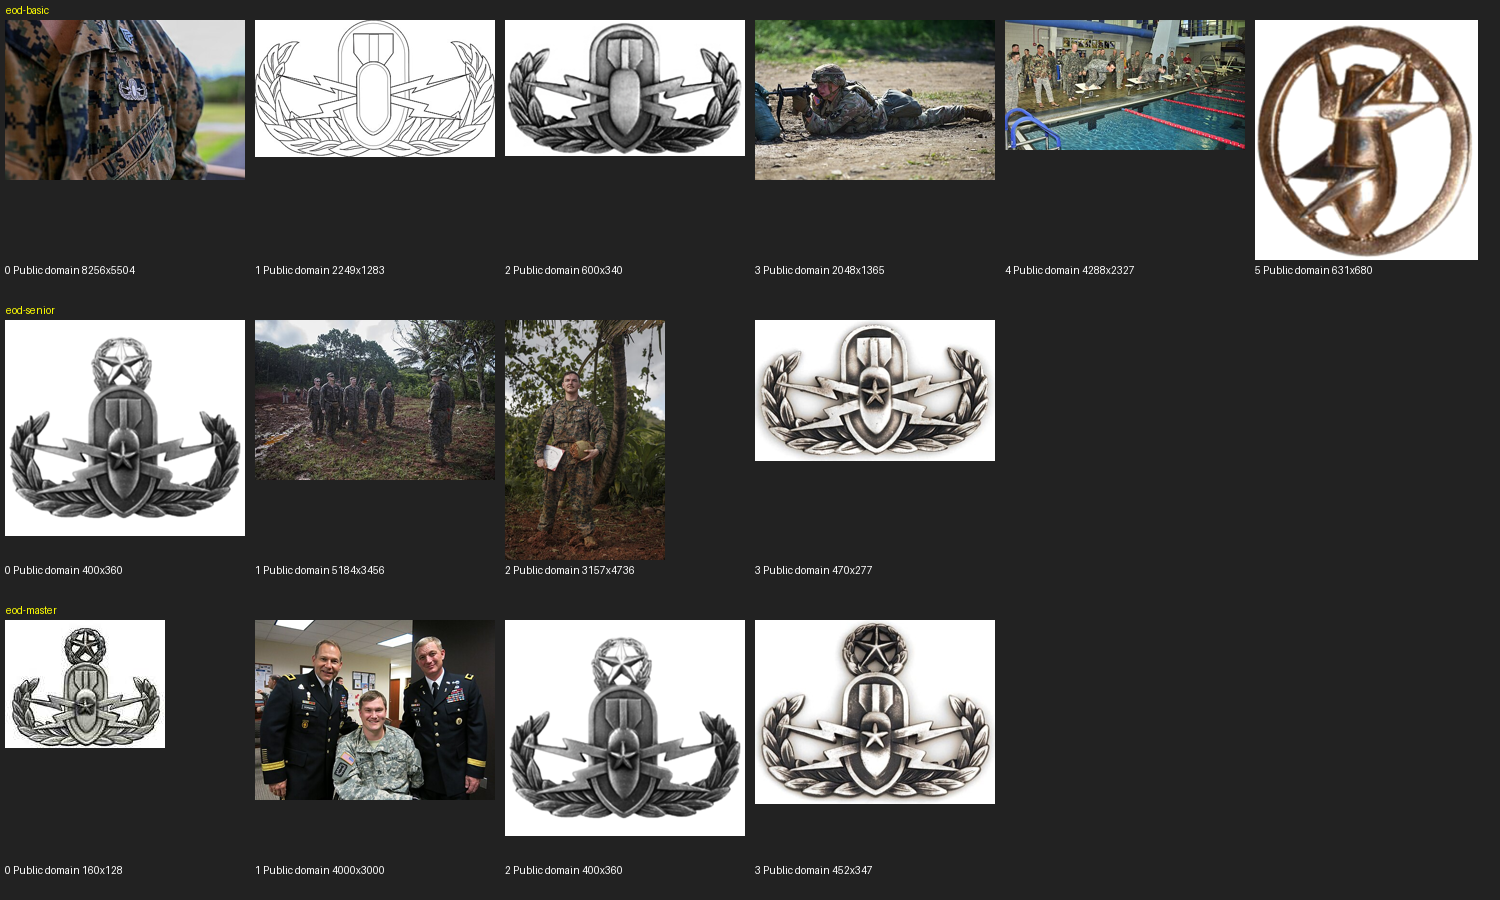 eod-basic
U.S. MARINES
0 Public domain 8256x5504
1 Public domain 2249x1283
2 Public domain 600x340
3 Public domain 2048x1365
4 Public domain 4288x2327
5 Public domain 631x680
eod-senior
0 Public domain 400x360
1 Public domain 5184x3456
2 Public domain 3157x4736
3 Public domain 470x277
eod-master
0 Public domain 160x128
1 Public domain 4000x3000
2 Public domain 400x360
3 Public domain 452x347